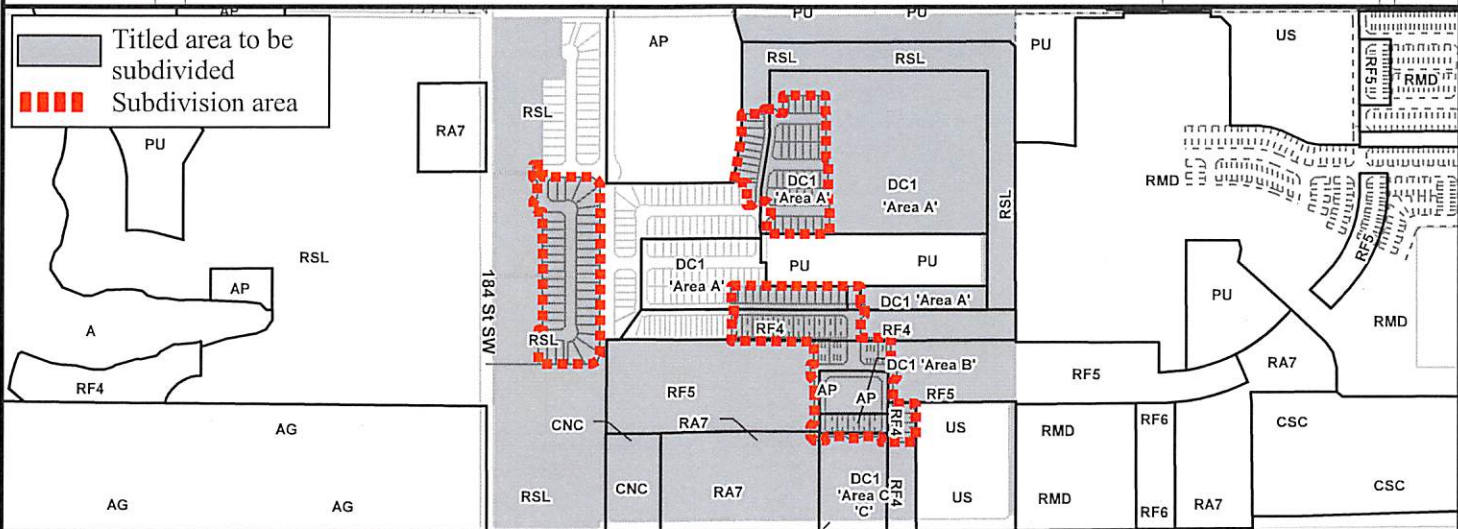 Titled area to be
subdivided
Subdivision area
AP
PU
PU
AP
PU
US
RF5
RMD
RSL
RSL
RSL
RA7
PU
DC1
'Area A'
DC1
'Area A'
RSL
RMD
RSL
AP
A
RF4
184 St SW
RSL
DC1
'Area A'
PU
PU
DC1 'Area A'
RF4
RF4
DC1 'Area B'
RF5
AP
AP
RF4
RF5
CNC
RA7
US
PU
RF5
RMD
RF5
RA7
AG
AG
AG
RSL
CNC
RA7
DC1
'Area C'
'C'
RF4
US
RMD
RF6
CSC
RMD
RF6
RA7
CSC